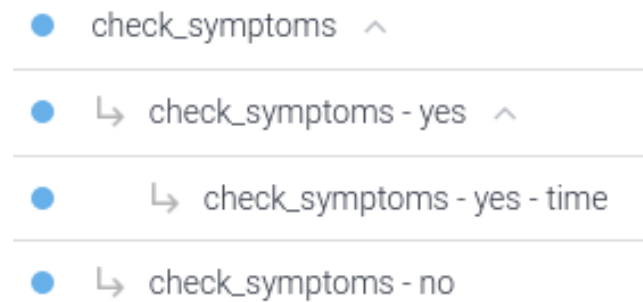 check_symptoms
check_symptoms - yes
check_symptoms - yes - time
check_symptoms - no